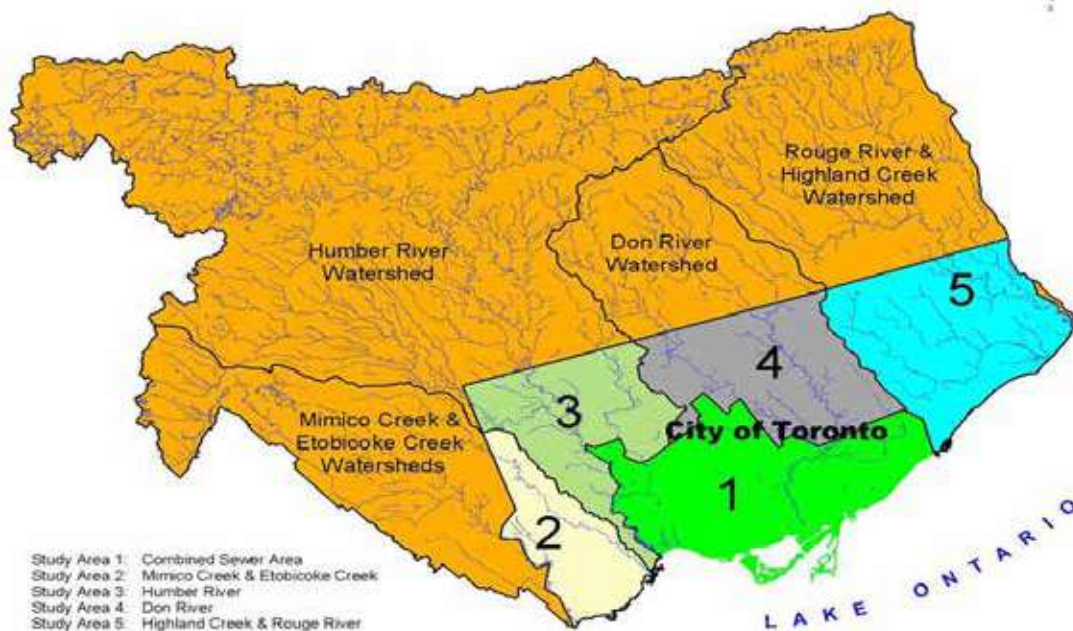 Rouge River &
Highland Creek
Watershed
Humber River
Watershed
Don River
Watershed
5
4
3
Mimico Creek &
Etobicoke Creek
Watersheds
City of Toronto
1
2
LAKE ONTARIO
Study Area 1: Combined Sewer Area
Study Area 2: Mimico Creek & Etobicoke Creek
Study Area 3: Humber River
Study Area 4: Don River
Study Area 5: Highland Creek & Rouge River